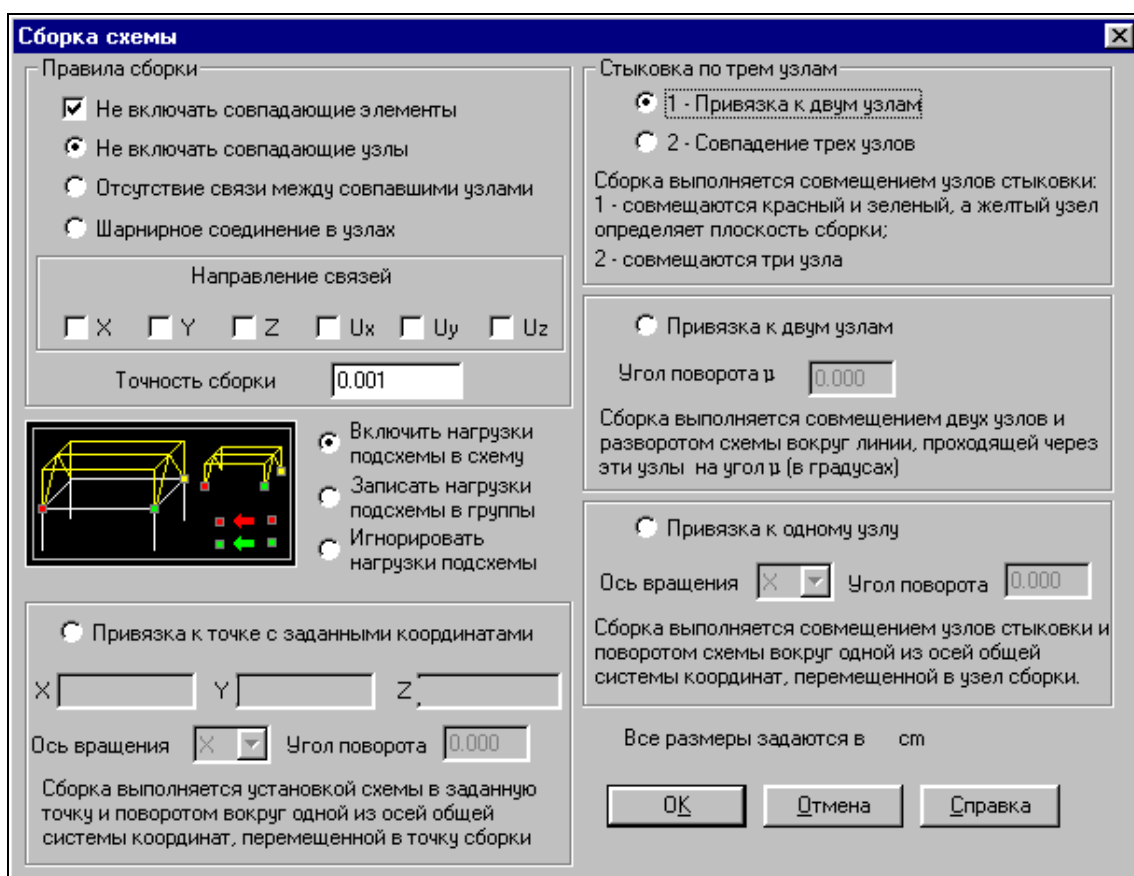 Сборка схемы
Правила сборки
Не включать совпадающие элементы
Не включать совпадающие узлы
Отсутствие связи между совпавшими узлами
Шарнирное соединение в узлах
Направление связей
X Y Z Ux Uy Uz
Точность сборки 0.001
Включить нагрузки
подсхемы в схему
Записать нагрузки
подсхемы в группы
Игнорировать
нагрузки подсхемы
Привязка к точке с заданными координатами
X Y Z
Ось вращения X Угол поворота 0.000
Сборка выполняется установкой схемы в заданную
точку и поворотом вокруг одной из осей общей
системы координат, перемещенной в точку сборки
Стыковка по трем узлам
1 - Привязка к двум узлам
2 - Совпадение трех узлов
Сборка выполняется совмещением узлов стыковки:
1 - совмещаются красный и зеленый, а желтый узел
определяет плоскость сборки;
2 - совмещаются три узла
Привязка к двум узлам
Угол поворота μ 0.000
Сборка выполняется совмещением двух узлов и
разворотом схемы вокруг линии, проходящей через
эти узлы на угол μ (в градусах)
Привязка к одному узлу
Ось вращения X Угол поворота 0.000
Сборка выполняется совмещением узлов стыковки и
поворотом схемы вокруг одной из осей общей
системы координат, перемещенной в узел сборки.
Все размеры задаются в cm
OK Отмена Справка